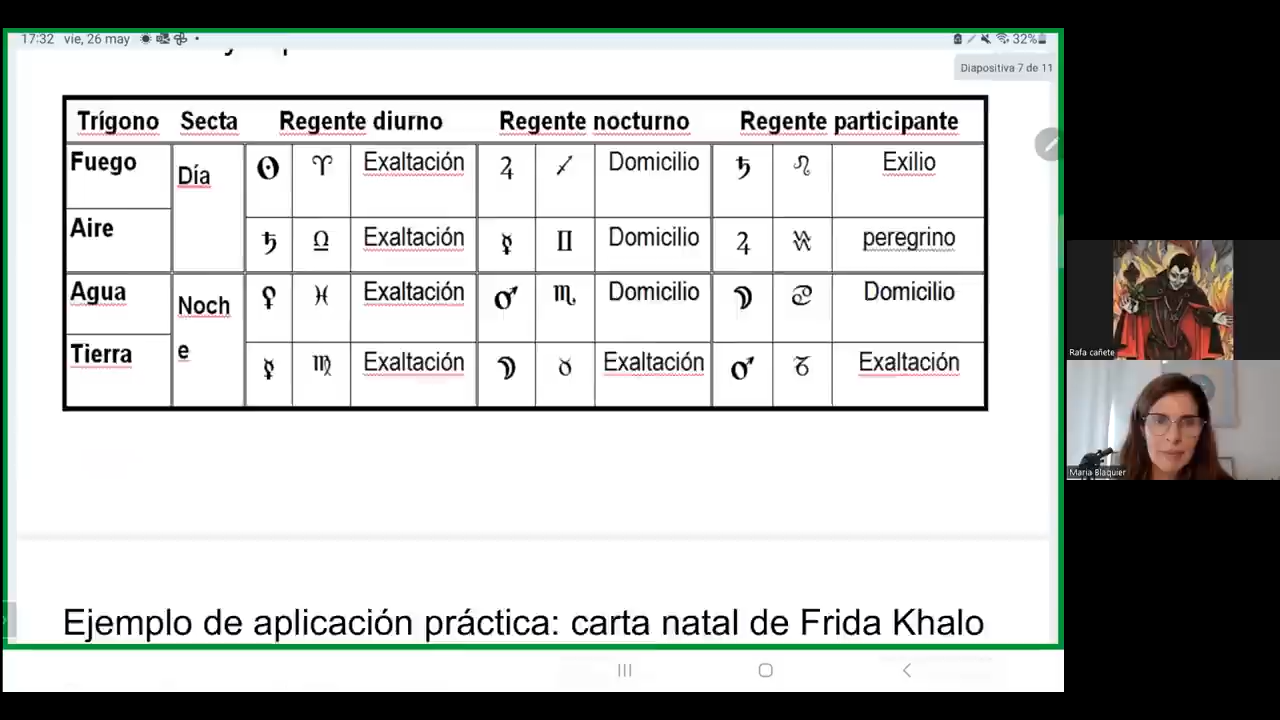 17:32 vie, 26 may
32%
Diapositiva 7 de 11
Trígono Secta Regente diurno Regente nocturno Regente participante
Fuego Día ☉ ♈ Exaltación ♃ ♐ Domicilio ♄ ♌ Exilio
Aire ♄ ♎ Exaltación ☿ ♊ Domicilio ♃ ♒ peregrino
Agua Noch ♀ ♓ Exaltación ♂ ♏ Domicilio ☽ ♋ Domicilio
Tierra e ☿ ♍ Exaltación ☽ ♉ Exaltación ♂ ♑ Exaltación
Ejemplo de aplicación práctica: carta natal de Frida Khalo
Rafa cañete
Maria Blaquier